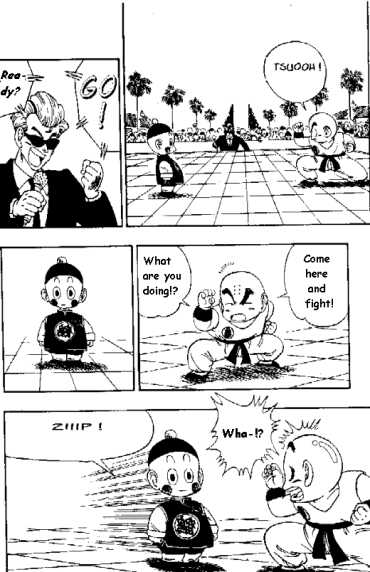 Rea-
dy?
GO
!
TSUOOH!
What
are you
doing!?
Come
here
and
fight!
ZIIIP!
Wha-!?